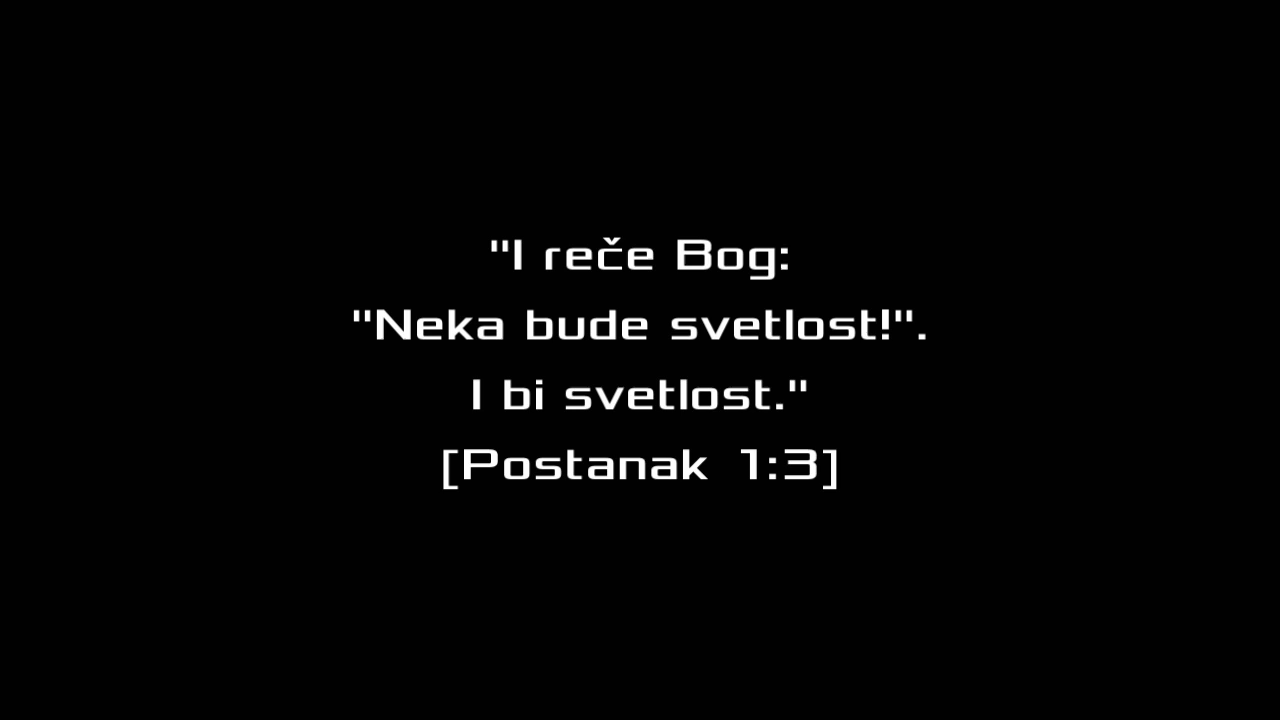 "I reče Bog:
"Neka bude svetlost!".
I bi svetlost."
[Postanak 1:3]